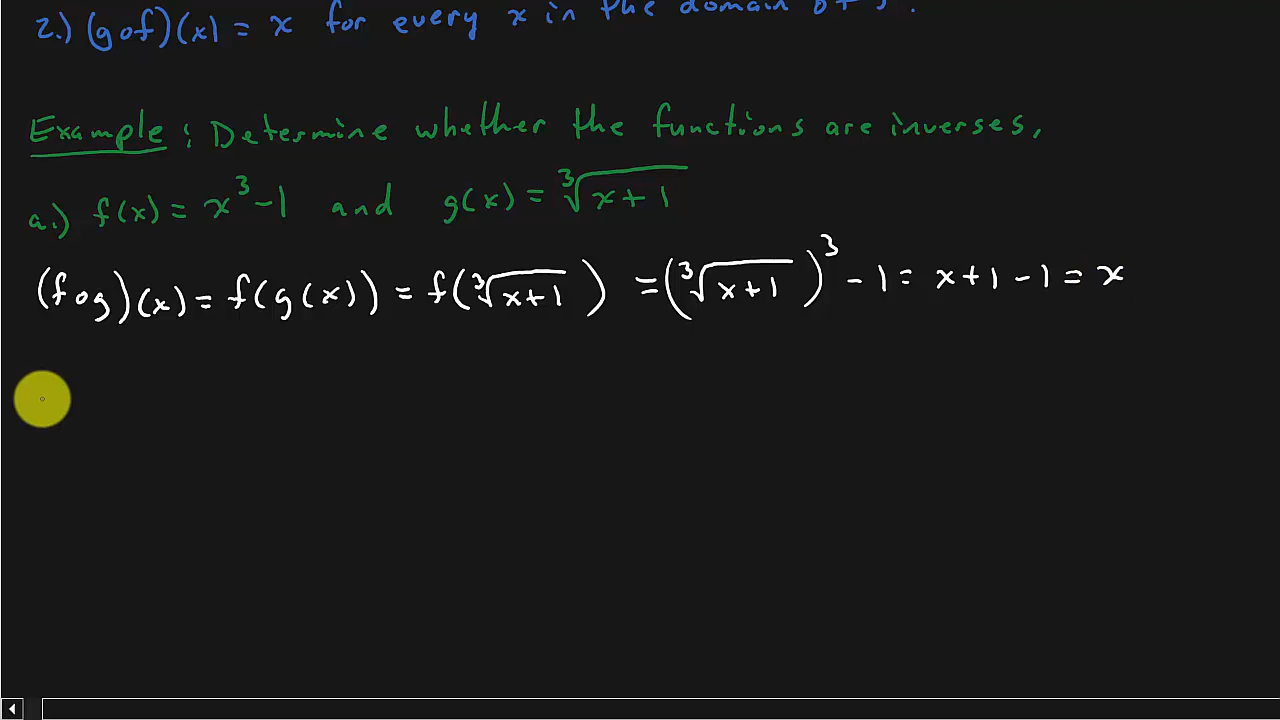 2.) (g∘f)(x) = x for every x in the domain of f.
Example: Determine whether the functions are inverses.
a.) f(x) = x³ - 1 and g(x) = ∛(x+1)
(f∘g)(x) = f(g(x)) = f(∛(x+1)) = (∛(x+1))³ - 1 = x+1-1 = x